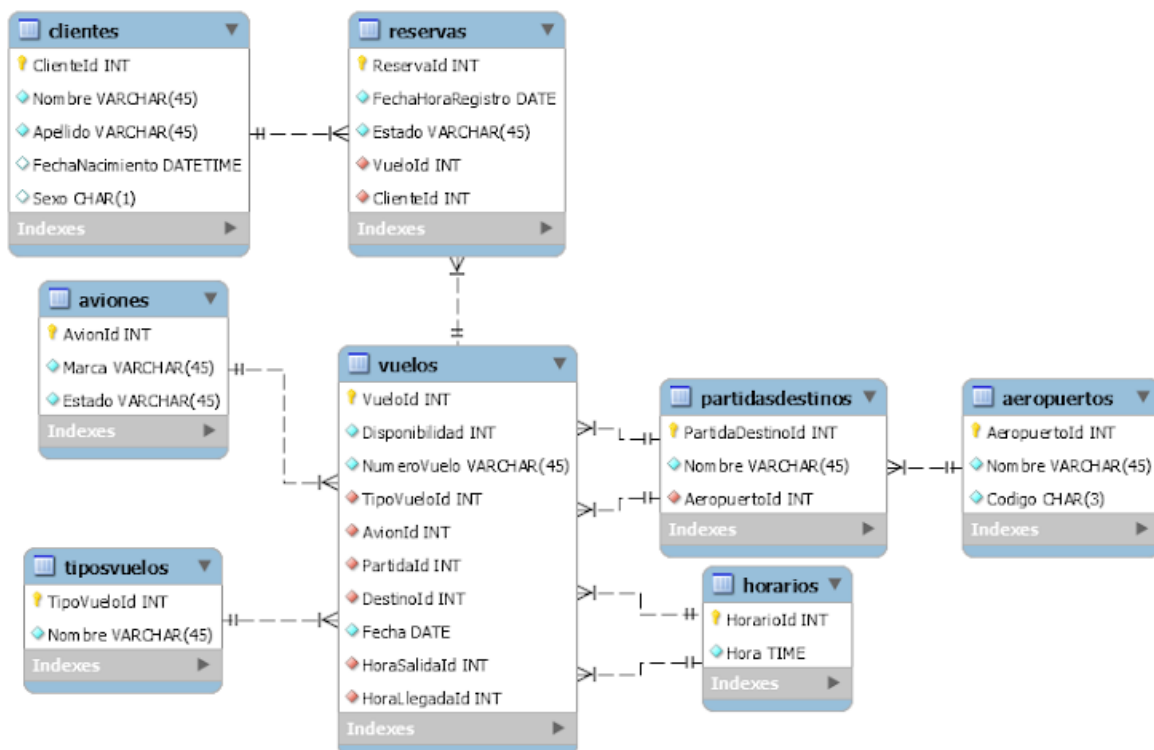 clientes
ClienteId INT
Nombre VARCHAR(45)
Apellido VARCHAR(45)
FechaNacimiento DATETIME
Sexo CHAR(1)
Indexes
reservas
ReservaId INT
FechaHoraRegistro DATE
Estado VARCHAR(45)
VueloId INT
ClienteId INT
Indexes
aviones
AvionId INT
Marca VARCHAR(45)
Estado VARCHAR(45)
Indexes
vuelos
VueloId INT
Disponibilidad INT
NumeroVuelo VARCHAR(45)
TipoVueloId INT
AvionId INT
PartidaId INT
DestinoId INT
Fecha DATE
HoraSalidaId INT
HoraLlegadaId INT
Indexes
partidasdestinos
PartidaDestinoId INT
Nombre VARCHAR(45)
AeropuertoId INT
Indexes
aeropuertos
AeropuertoId INT
Nombre VARCHAR(45)
Codigo CHAR(3)
Indexes
tiposvuelos
TipoVueloId INT
Nombre VARCHAR(45)
Indexes
horarios
HorarioId INT
Hora TIME
Indexes